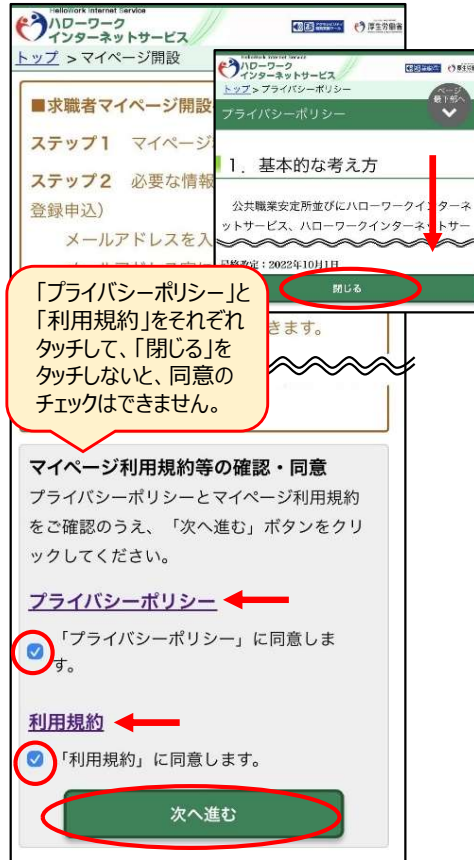 HelloWork Internet Service
ハローワーク
インターネットサービス
厚生労働省
トップ > マイページ開設
■求職者マイページ開設
ステップ1 マイページ
ステップ2 必要な情報
登録申込）
メールアドレスを入
きます。
HelloWork Internet Service
ハローワーク
インターネットサービス
トップ > プライバシーポリシー
ページ
最下部へ
プライバシーポリシー
1．基本的な考え方
公共職業安定所並びにハローワークインターネ
ットサービス、ハローワークインターネットサー
最終改定：2022年10月1日
閉じる
「プライバシーポリシー」と
「利用規約」をそれぞれ
タッチして、「閉じる」を
タッチしないと、同意の
チェックはできません。
マイページ利用規約等の確認・同意
プライバシーポリシーとマイページ利用規約
をご確認のうえ、「次へ進む」ボタンをクリ
ックしてください。
プライバシーポリシー
「プライバシーポリシー」に同意しま
す。
利用規約
「利用規約」に同意します。
次へ進む